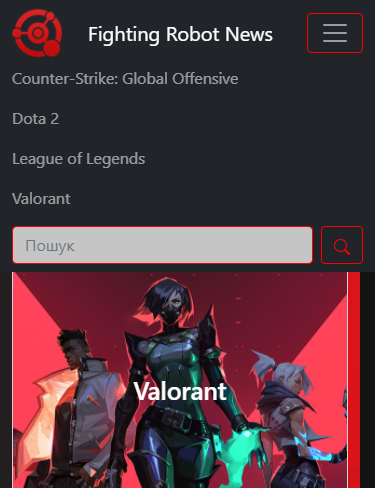 Fighting Robot News
Counter-Strike: Global Offensive
Dota 2
League of Legends
Valorant
Пошук
Valorant